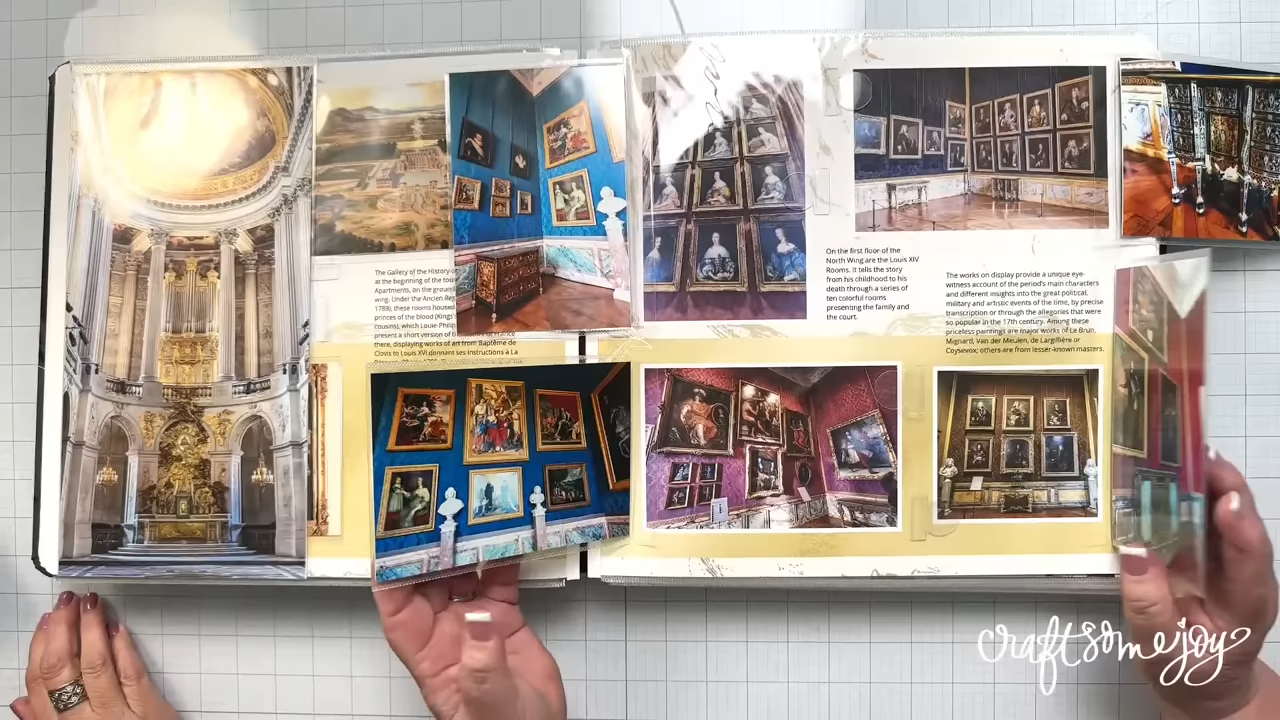 The Gallery of the History of
at the beginning of the tou
Apartments, on the ground
wing. Under the Ancien Reg
1789), these rooms housed
princes of the blood (Kings'
cousins), which Louis-Philip
present a short version of
there, displaying works of art from Baptême de
Clovis to Louis XVI donnant ses instructions à La
On the first floor of the
North Wing are the Louis XIV
Rooms. It tells the story
from his childhood to his
death through a series of
ten colorful rooms
presenting the family and
the court.
The works on display provide a unique eye-
witness account of the period's main characters
and different insights into the great political,
military and artistic events of the time, by precise
transcription or through the allegories that were
so popular in the 17th century. Among these
priceless paintings are major works of Le Brun,
Mignard, Van der Meulen, de Largillière or
Coysevox; others are from lesser-known masters.
craftsomejoy